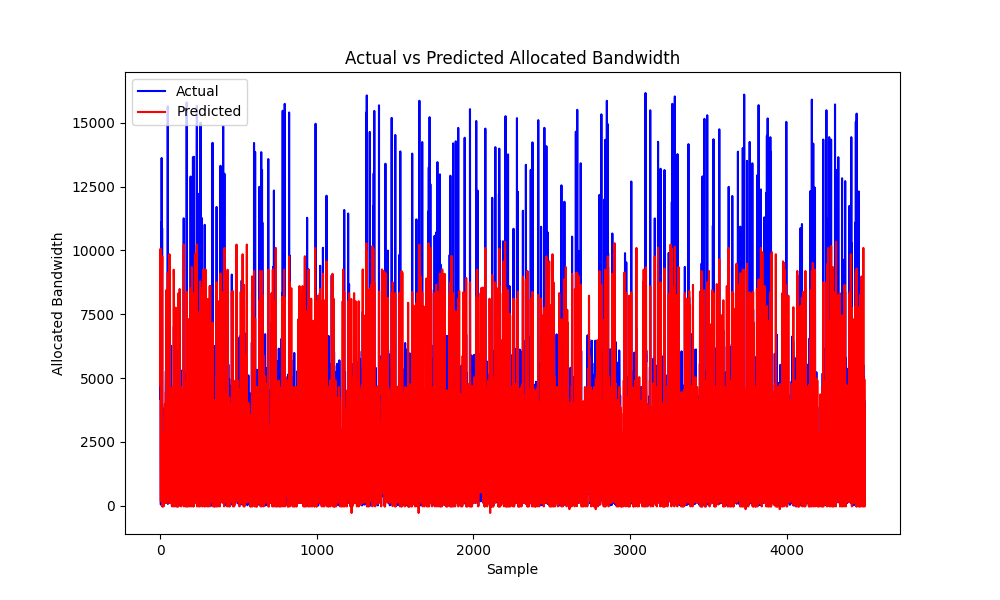 Actual vs Predicted Allocated Bandwidth
Actual
Predicted
15000
12500
10000
7500
5000
2500
0
Allocated Bandwidth
0 1000 2000 3000 4000
Sample